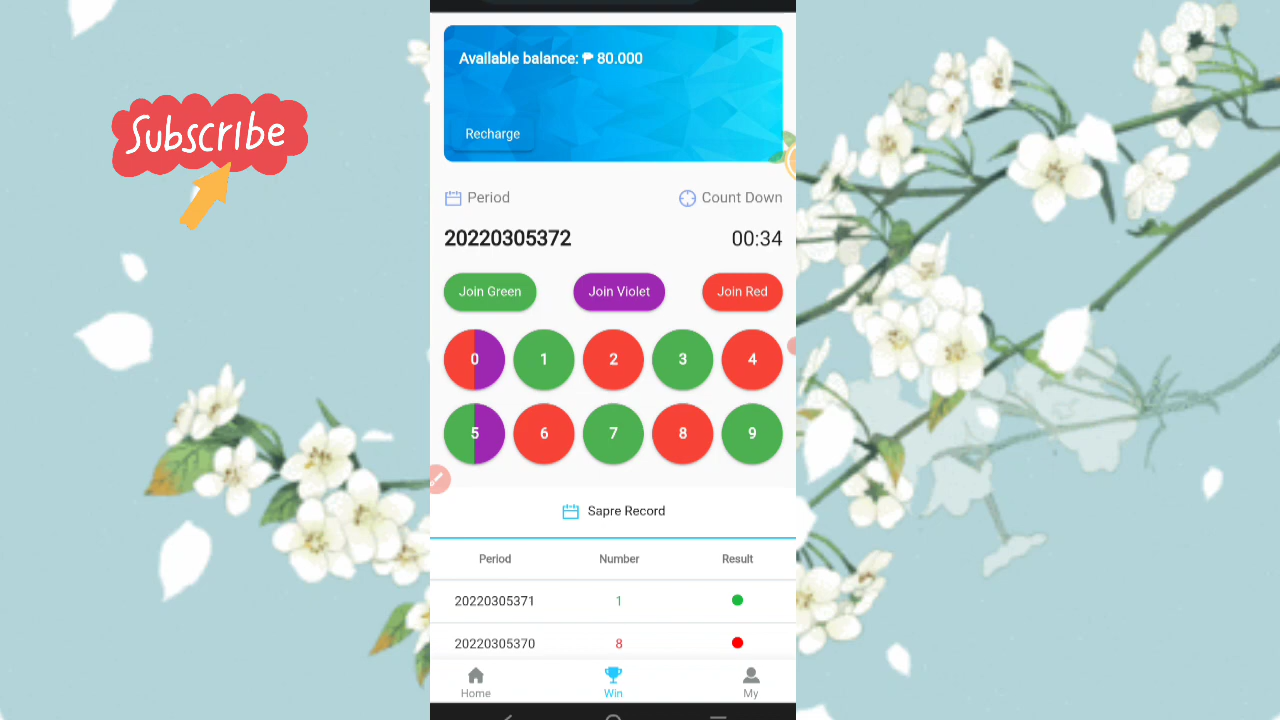 Subscribe
Available balance: ₱ 80.000
Recharge
Period
Count Down
20220305372
00:34
Join Green
Join Violet
Join Red
0 1 2 3 4
5 6 7 8 9
Sapre Record
Period Number Result
20220305371 1
20220305370 8
Home
Win
My